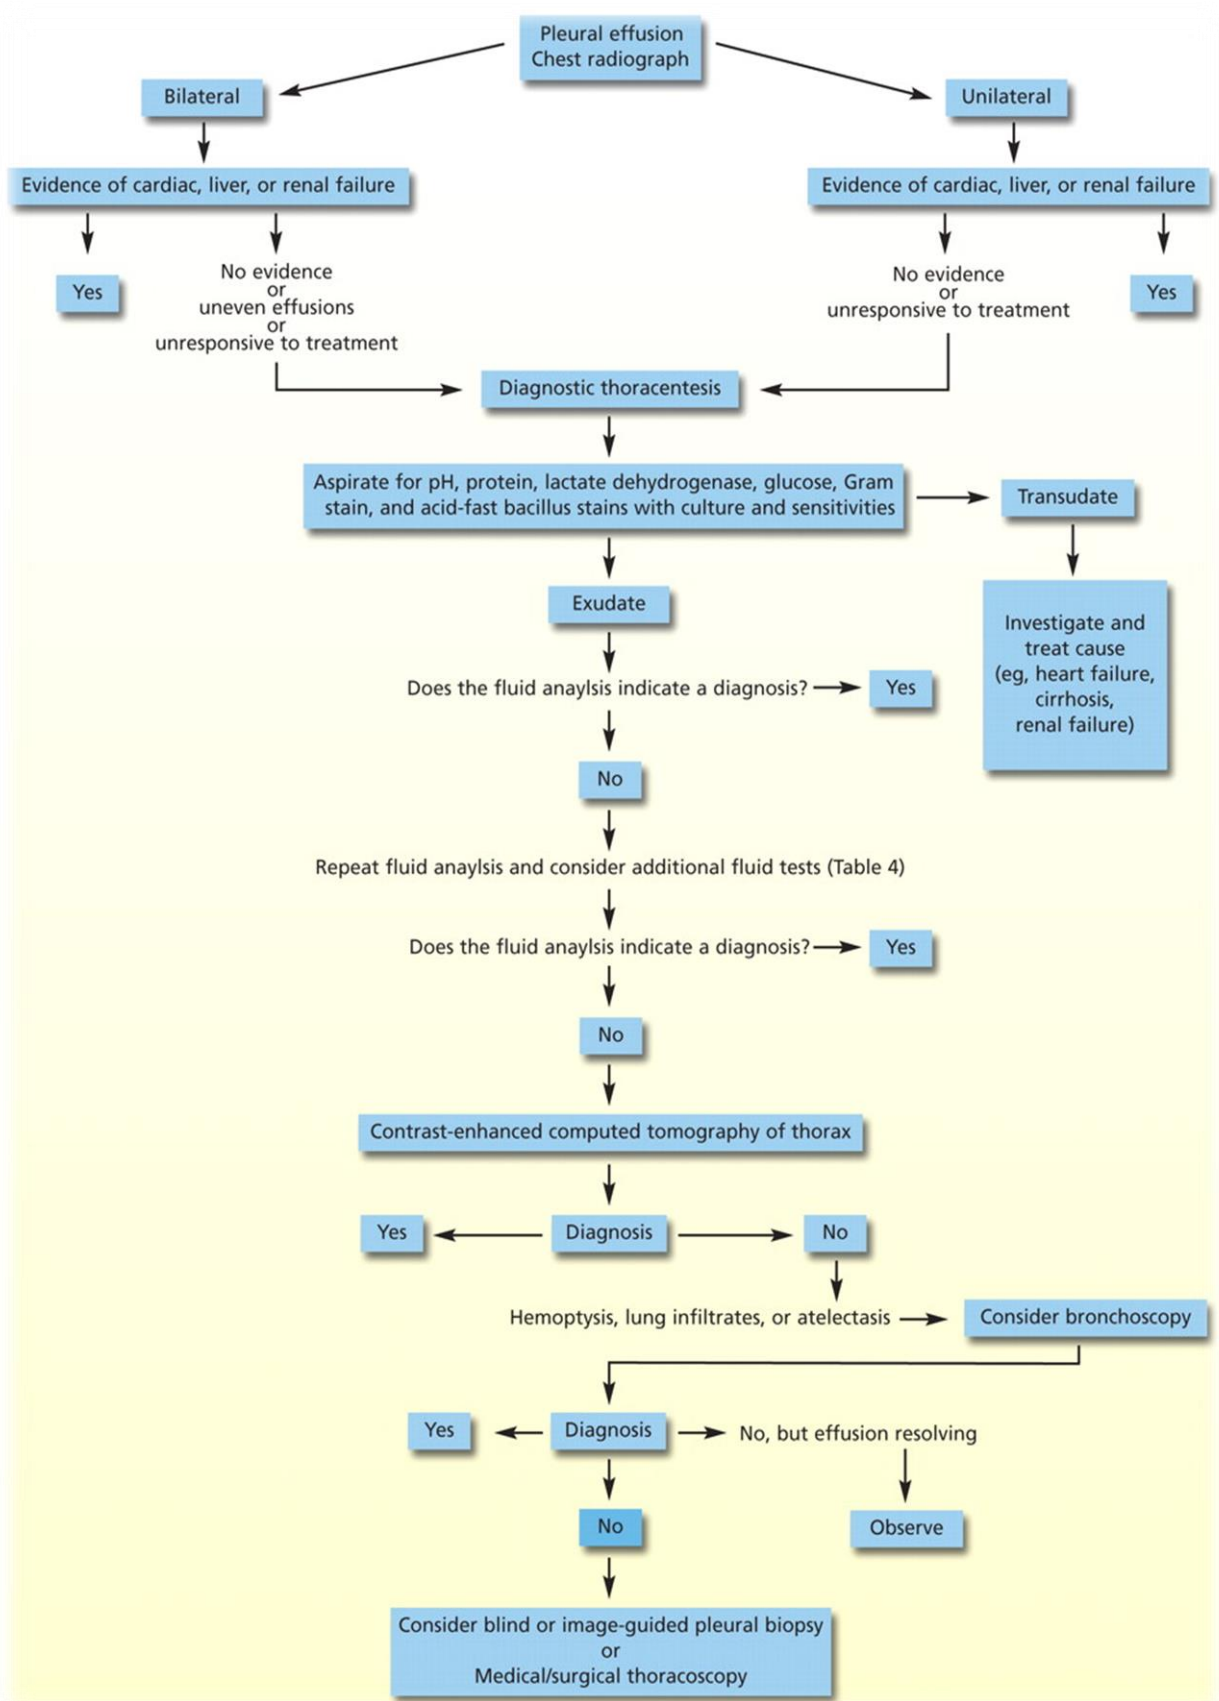 Pleural effusion
Chest radiograph
Bilateral
Unilateral
Evidence of cardiac, liver, or renal failure
Evidence of cardiac, liver, or renal failure
Yes
No evidence
or
uneven effusions
or
unresponsive to treatment
No evidence
or
unresponsive to treatment
Yes
Diagnostic thoracentesis
Aspirate for pH, protein, lactate dehydrogenase, glucose, Gram
stain, and acid-fast bacillus stains with culture and sensitivities
Transudate
Exudate
Investigate and
treat cause
(eg, heart failure,
cirrhosis,
renal failure)
Does the fluid anaylsis indicate a diagnosis?
Yes
No
Repeat fluid anaylsis and consider additional fluid tests (Table 4)
Does the fluid anaylsis indicate a diagnosis?
Yes
No
Contrast-enhanced computed tomography of thorax
Yes
Diagnosis
No
Hemoptysis, lung infiltrates, or atelectasis
Consider bronchoscopy
Yes
Diagnosis
No, but effusion resolving
No
Observe
Consider blind or image-guided pleural biopsy
or
Medical/surgical thoracoscopy